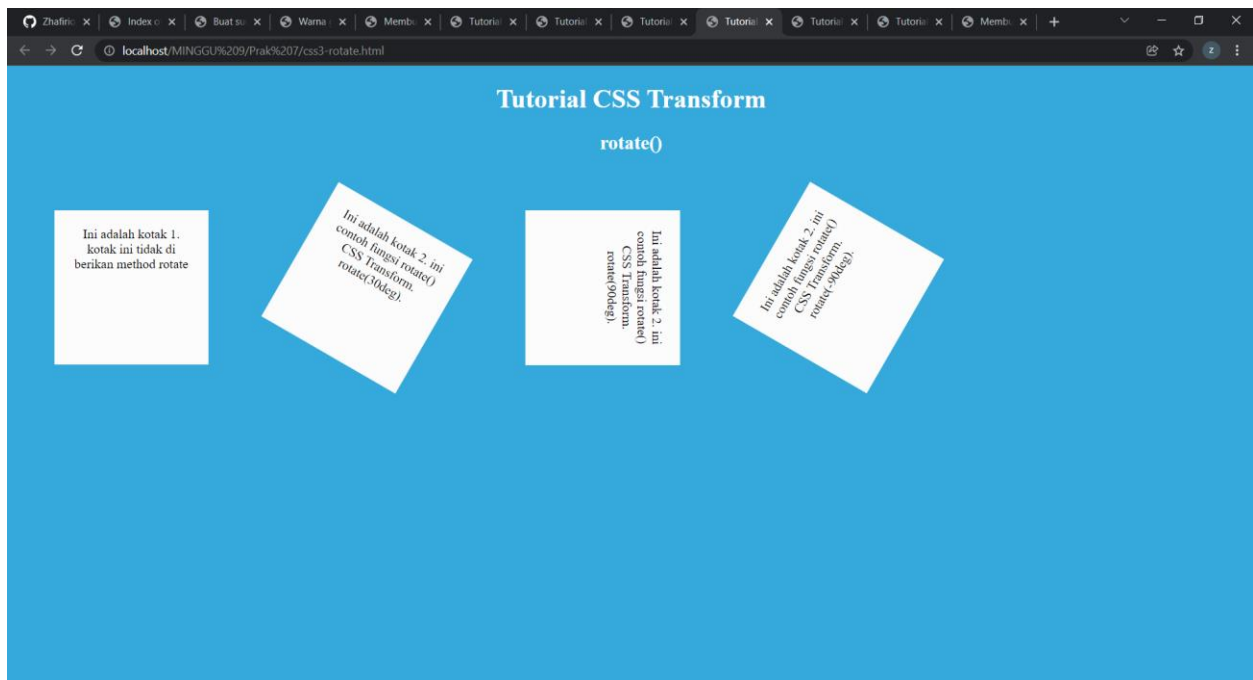 Zhafirio
Index o
Buat su
Warna
Membu
Tutorial
Tutorial
Tutorial
Tutorial
Tutorial
Tutorial
Membu
localhost/MINGGU%209/Prak%207/css3-rotate.html
z
Tutorial CSS Transform
rotate()
Ini adalah kotak 1.
kotak ini tidak di
berikan method rotate
Ini adalah kotak 2. ini
contoh fungsi rotate()
CSS Transform.
rotate(30deg).
Ini adalah kotak 2. ini
contoh fungsi rotate()
CSS Transform.
rotate(90deg).
Ini adalah kotak 2. ini
contoh fungsi rotate()
CSS Transform.
rotate(-90deg).